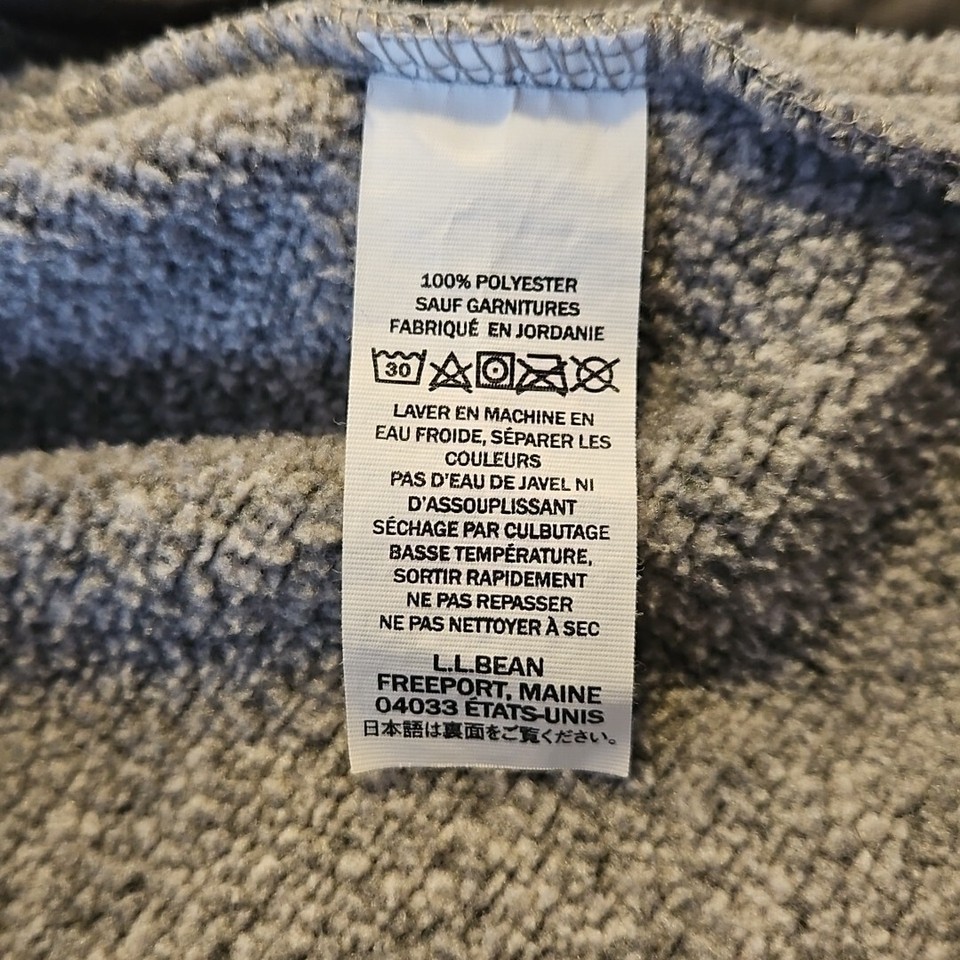 100% POLYESTER
SAUF GARNITURES
FABRIQUÉ EN JORDANIE
30
LAVER EN MACHINE EN
EAU FROIDE, SÉPARER LES
COULEURS
PAS D'EAU DE JAVEL NI
D'ASSOUPLISSANT
SÉCHAGE PAR CULBUTAGE
BASSE TEMPÉRATURE,
SORTIR RAPIDEMENT
NE PAS REPASSER
NE PAS NETTOYER À SEC
L.L.BEAN
FREEPORT, MAINE
04033 ÉTATS-UNIS
日本語は裏面をご覧ください。